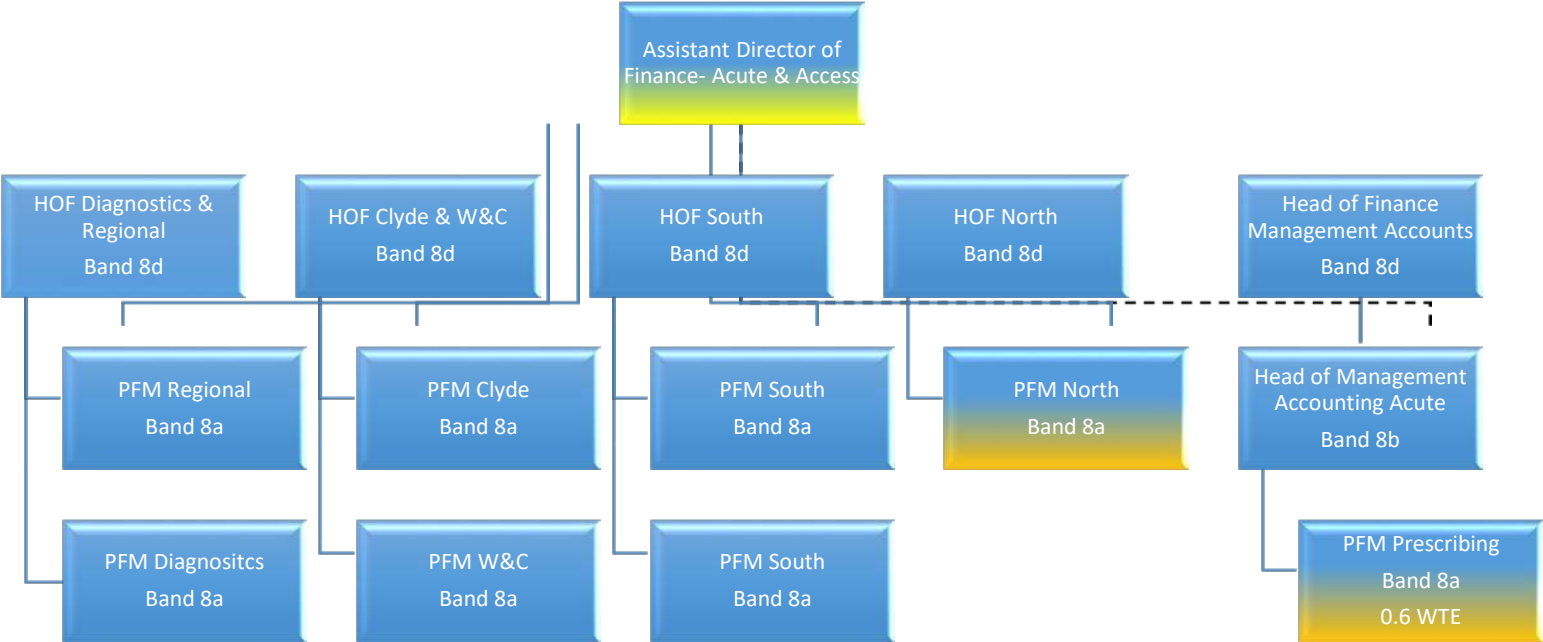 Assistant Director of
Finance- Acute & Access
HOF Diagnostics &
Regional
Band 8d
HOF Clyde & W&C
Band 8d
HOF South
Band 8d
HOF North
Band 8d
Head of Finance
Management Accounts
Band 8d
PFM Regional
Band 8a
PFM Clyde
Band 8a
PFM South
Band 8a
PFM North
Band 8a
Head of Management
Accounting Acute
Band 8b
PFM Diagnositcs
Band 8a
PFM W&C
Band 8a
PFM South
Band 8a
PFM Prescribing
Band 8a
0.6 WTE